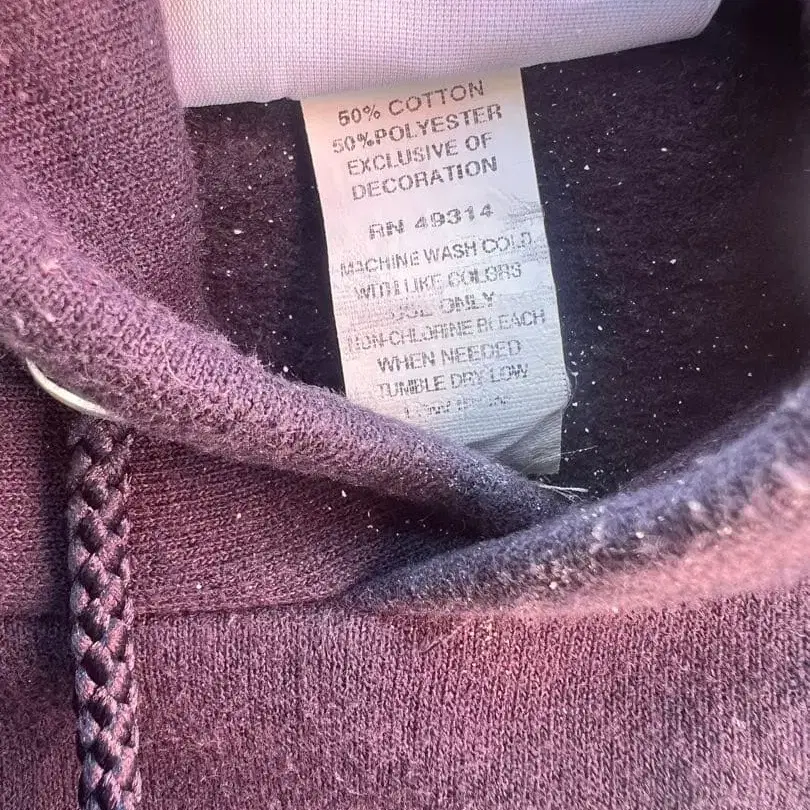 50% COTTON
50%POLYESTER
EXCLUSIVE OF
DECORATION
RN 49314
MACHINE WASH COLD
WITH LIKE COLORS
USE ONLY
NON-CHLORINE BLEACH
WHEN NEEDED
TUMBLE DRY LOW